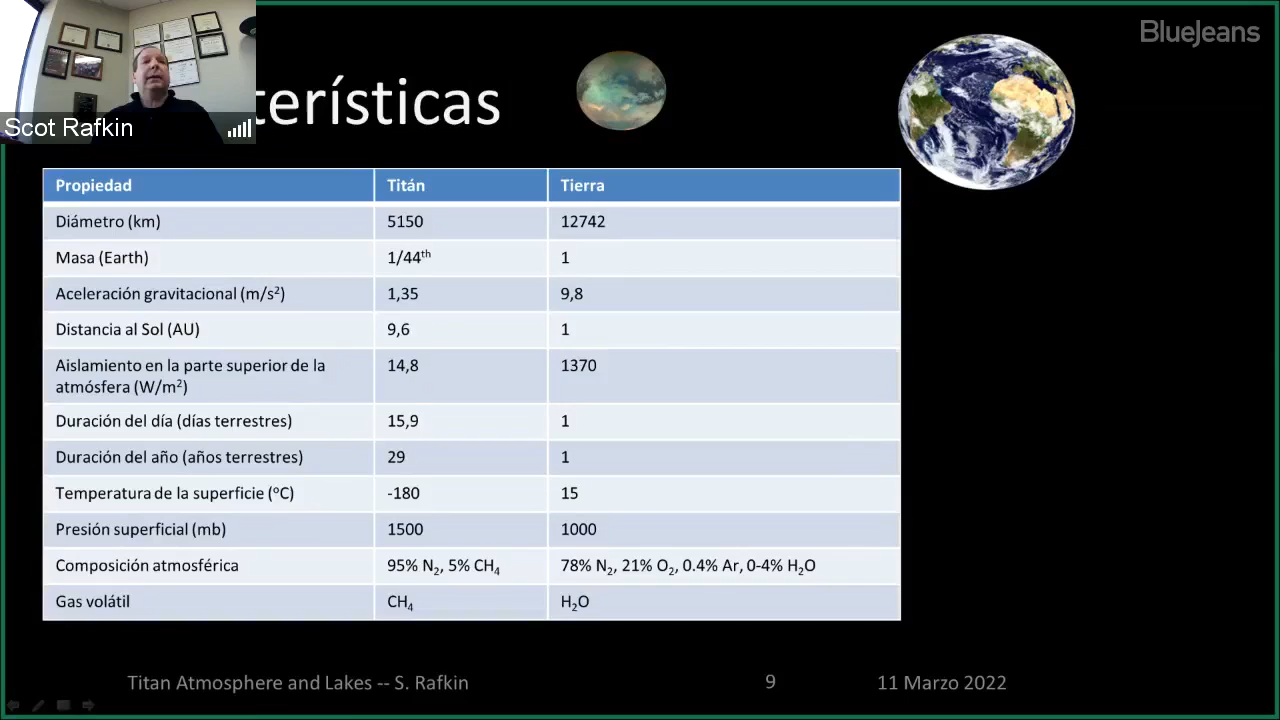 BlueJeans
terísticas
Scot Rafkin
Propiedad Titán Tierra
Diámetro (km) 5150 12742
Masa (Earth) 1/44th 1
Aceleración gravitacional (m/s²) 1,35 9,8
Distancia al Sol (AU) 9,6 1
Aislamiento en la parte superior de la
atmósfera (W/m²) 14,8 1370
Duración del día (días terrestres) 15,9 1
Duración del año (años terrestres) 29 1
Temperatura de la superficie (ºC) -180 15
Presión superficial (mb) 1500 1000
Composición atmosférica 95% N₂, 5% CH₄ 78% N₂, 21% O₂, 0.4% Ar, 0-4% H₂O
Gas volátil CH₄ H₂O
Titan Atmosphere and Lakes -- S. Rafkin 9 11 Marzo 2022